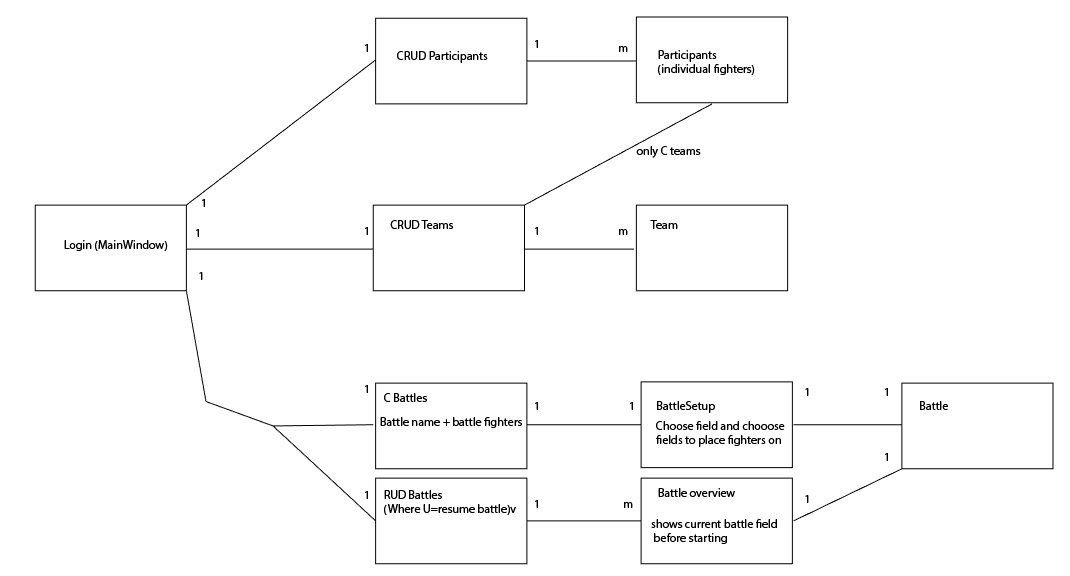 1
CRUD Participants
1
m
Participants
(individual fighters)
only C teams
1
Login (MainWindow)
1
1
1
CRUD Teams
1
m
Team
1
C Battles
Battle name + battle fighters
1
1
BattleSetup
Choose field and chooose
fields to place fighters on
1
1
Battle
1
1
RUD Battles
(Where U=resume battle)v
1
m
Battle overview
shows current battle field
before starting
1